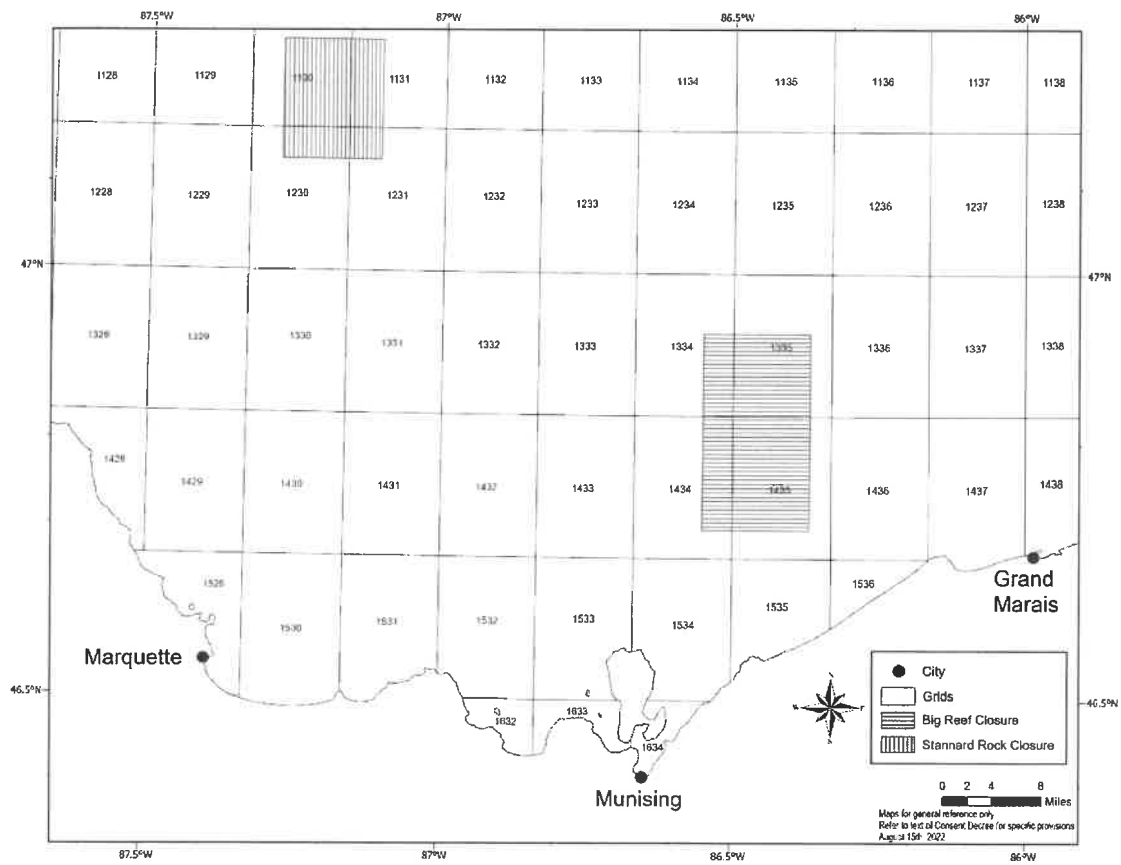 87.5°W 87°W 86.5°W 86°W
1128 1129 1130 1131 1132 1133 1134 1135 1136 1137 1138
1228 1229 1230 1231 1232 1233 1234 1235 1236 1237 1238
47°N 47°N
1328 1329 1330 1331 1332 1333 1334 1335 1336 1337 1338
1428 1429 1430 1431 1432 1433 1434 1435 1436 1437 1438
Grand
Marais
1530 1531 1532 1533 1534 1535 1536
Marquette
46.5°N 46.5°N
1632 1633 1634
Munising
City
Grids
Big Reef Closure
Stannard Rock Closure
0 2 4 8
Miles
Maps for general reference only
Refer to text of Consent Decree for specific provisions
August 15th, 2022
87.5°W 87°W 86.5°W 86°W